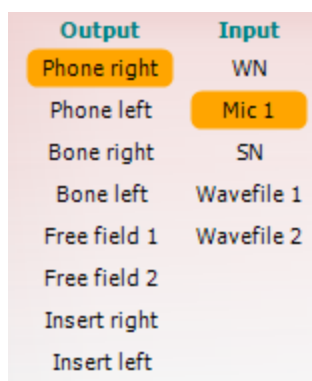 Output Input
Phone right WN
Phone left Mic 1
Bone right SN
Bone left Wavefile 1
Free field 1 Wavefile 2
Free field 2
Insert right
Insert left